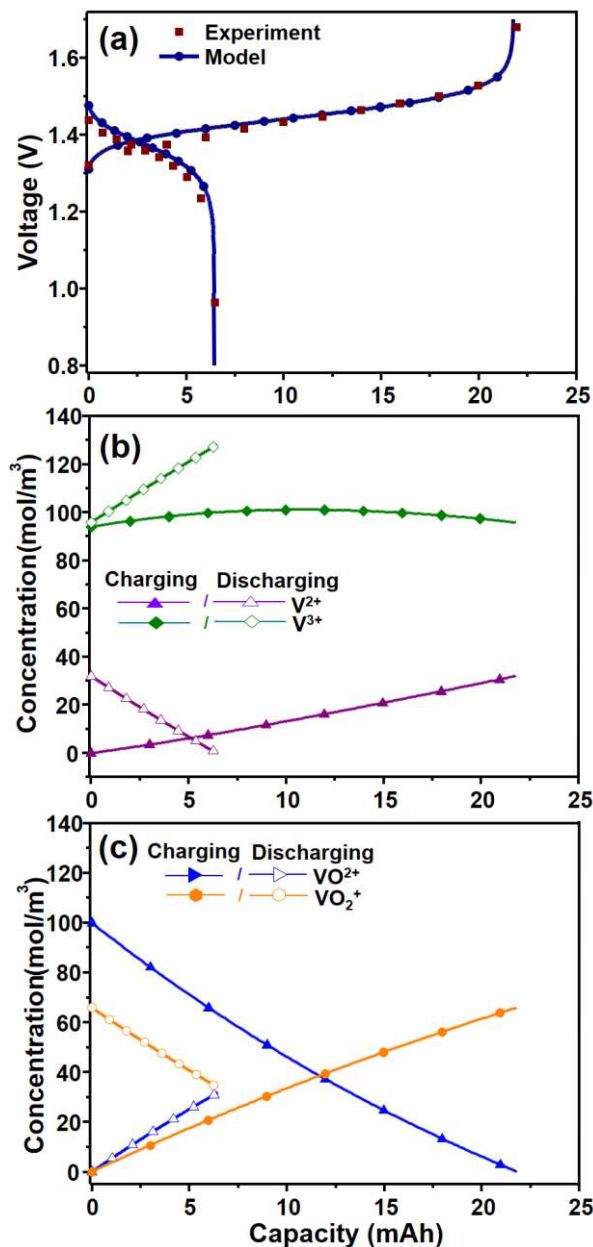 (a)
Experiment
Model
Voltage (V)
1.6
1.4
1.2
1.0
0.8
0 5 10 15 20 25
(b)
Concentration(mol/m³)
140
120
100
80
60
40
20
0
Charging / Discharging
/ V²⁺
/ V³⁺
0 5 10 15 20 25
(c)
Concentration(mol/m³)
140
120
100
80
60
40
20
0
Charging / Discharging
/ VO²⁺
/ VO₂⁺
0 5 10 15 20 25
Capacity (mAh)